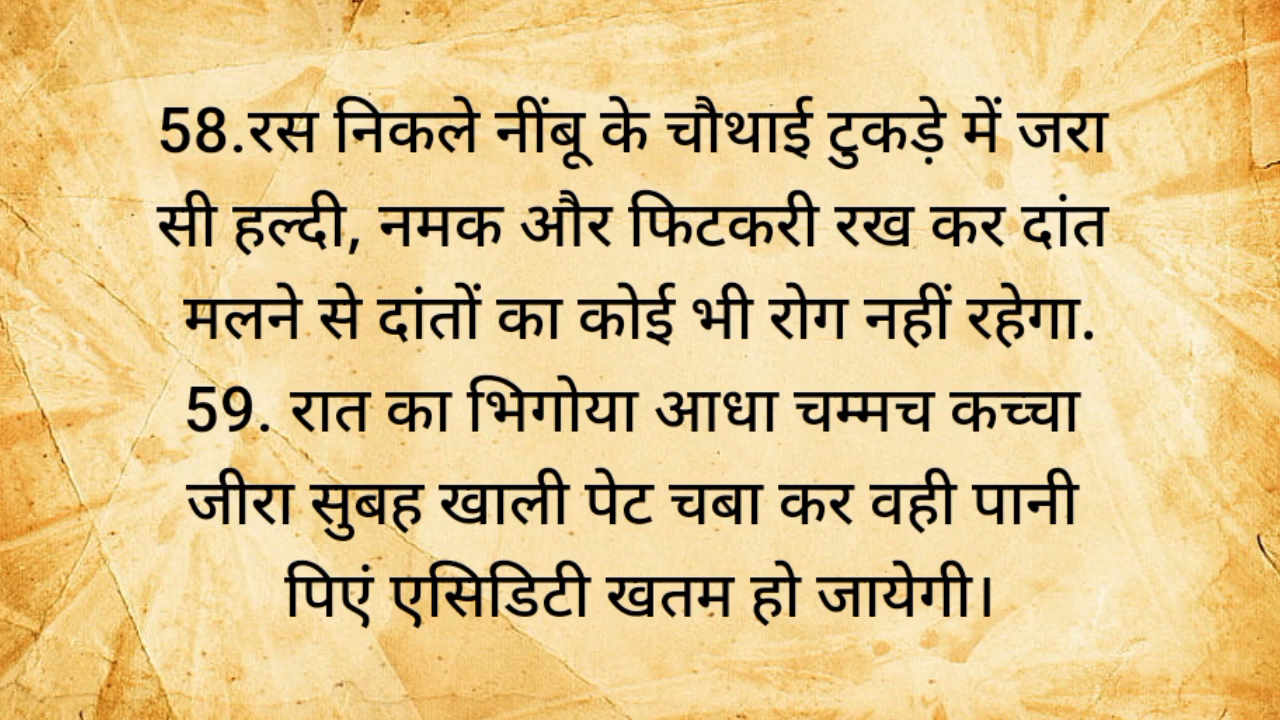 58.रस निकले नींबू के चौथाई टुकड़े में जरा
सी हल्दी, नमक और फिटकरी रख कर दांत
मलने से दांतों का कोई भी रोग नहीं रहेगा.
59. रात का भिगोया आधा चम्मच कच्चा
जीरा सुबह खाली पेट चबा कर वही पानी
पिएं एसिडिटी खतम हो जायेगी।